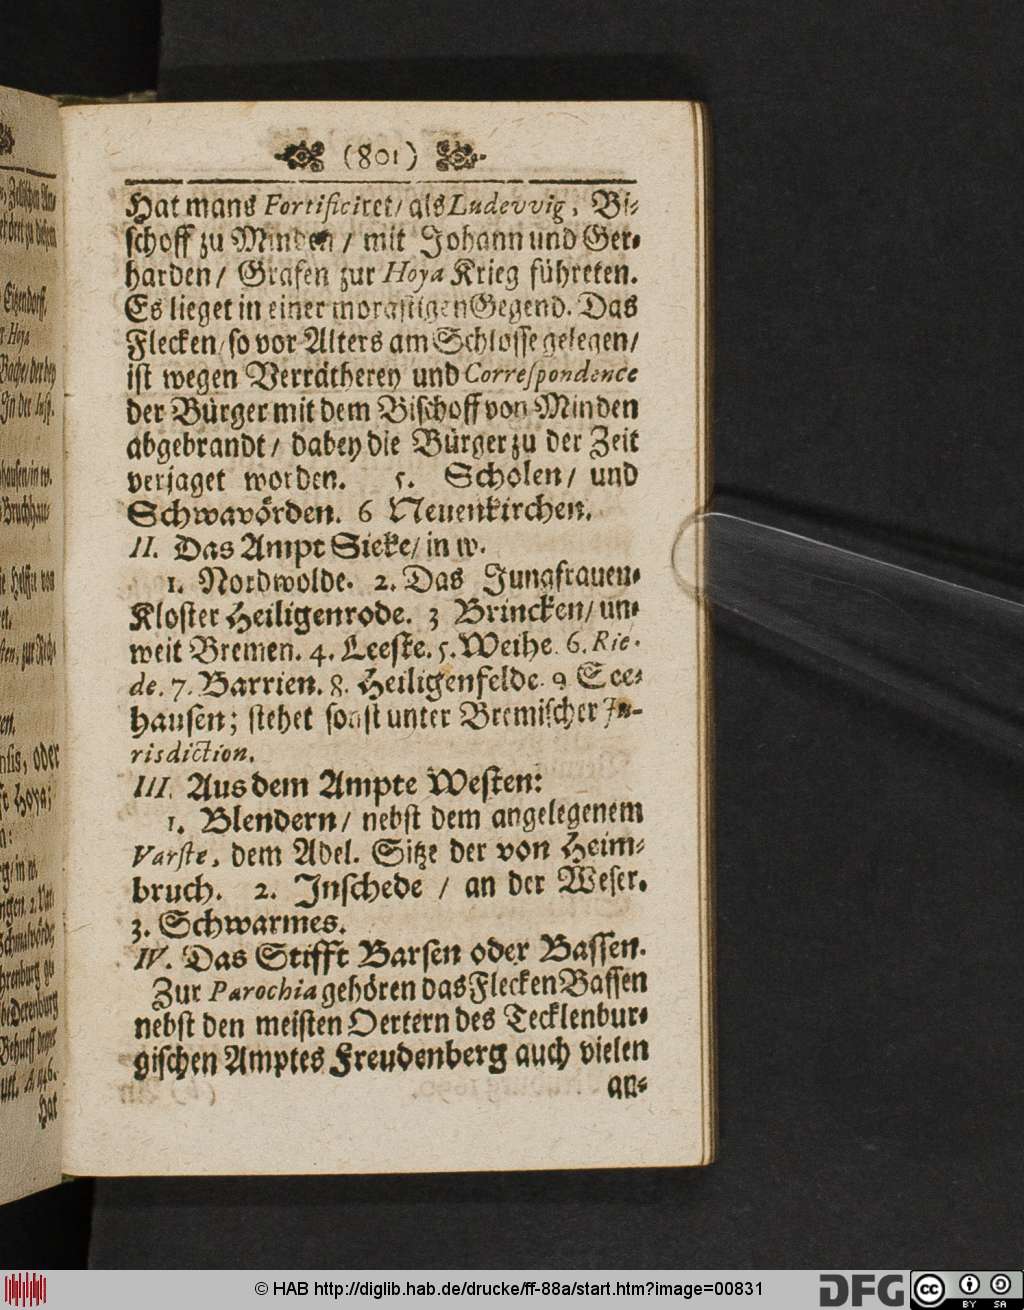 (801)
Hat mans Fortificiret/ als Ludevvig, Bi-
schoff zu Minden / mit Johann und Ger-
harden/ Grafen zur Hoya Krieg führeten.
Es lieget in einer morastigen Gegend. Das
Flecken/ so vor Alters am Schlosse gelegen/
ist wegen Verrätherey und Correspondence
der Bürger mit dem Bischoff von Minden
abgebrandt/ dabey die Bürger zu der Zeit
verjaget worden. 5. Scholen/ und
Schwavörden. 6 Neuenkirchen.
II. Das Ampt Sieke/ in w.
1. Nordwolde. 2. Das Jungfrauen-
Kloster Heiligenrode. 3 Brincken/ un-
weit Bremen. 4. Leeste. 5. Weihe. 6. Rie-
de. 7. Barrien. 8. Heiligenfelde. 9 See-
hausen; stehet sonst unter Bremischer Ju-
risdiction.
III. Aus dem Ampte Westen:
1. Blendern/ nebst dem angelegenem
Varste, dem Adel. Sitze der von Heim-
bruch. 2. Inschede / an der Weser.
3. Schwarmes.
IV. Das Stifft Barsen oder Bassen.
Zur Parochia gehören das Flecken Bassen
nebst den meisten Oertern des Tecklenbur-
gischen Amptes Freudenberg auch vielen
an-
Hat
© HAB http://diglib.hab.de/drucke/ff-88a/start.htm?image=00831
DFG
cc
BY SA